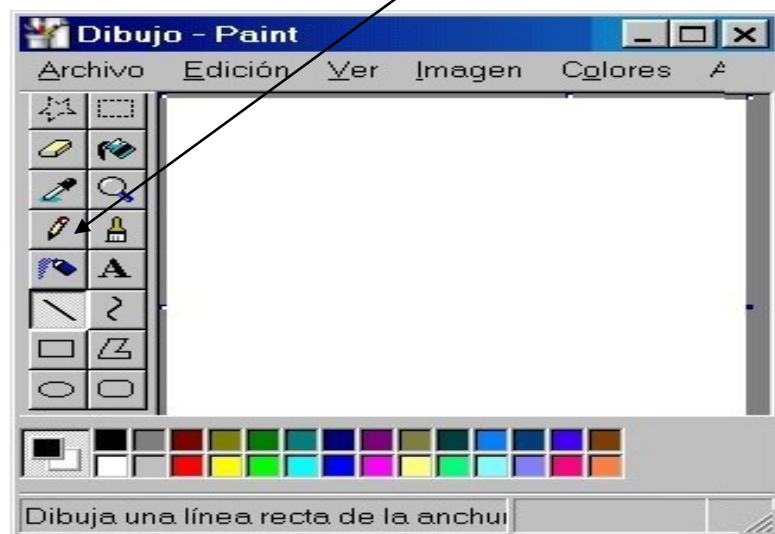 Dibujo - Paint
Archivo Edición Ver Imagen Colores A
A
Dibuja una línea recta de la anchu